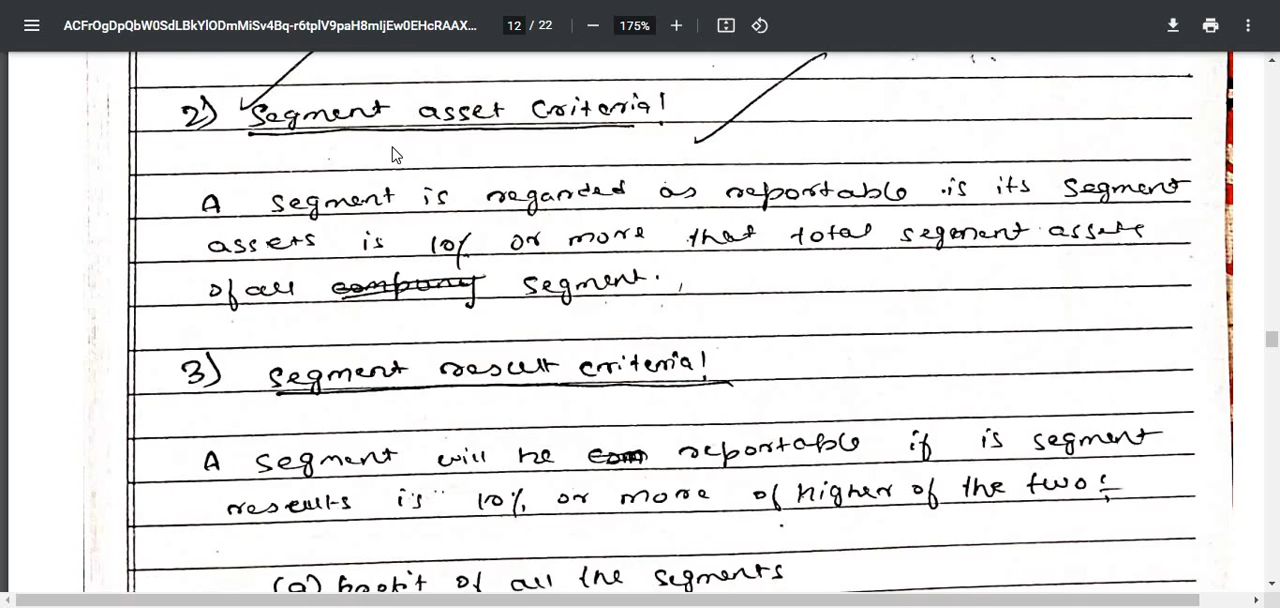 ACFrOgDpQbW0SdLBkYlODmMiSv4Bq-r6tplV9paH8mIjEw0EHcRAAX... 12 / 22 175%
2) Segment asset criteria!
A segment is regarded as reportable is its segment
assets is 10% or more that total segment assets
of all company segment.
3) Segment result criteria!
A segment will be com reportable if is segment
results is 10% or more of higher of the two:
(a) Profit of all the segments